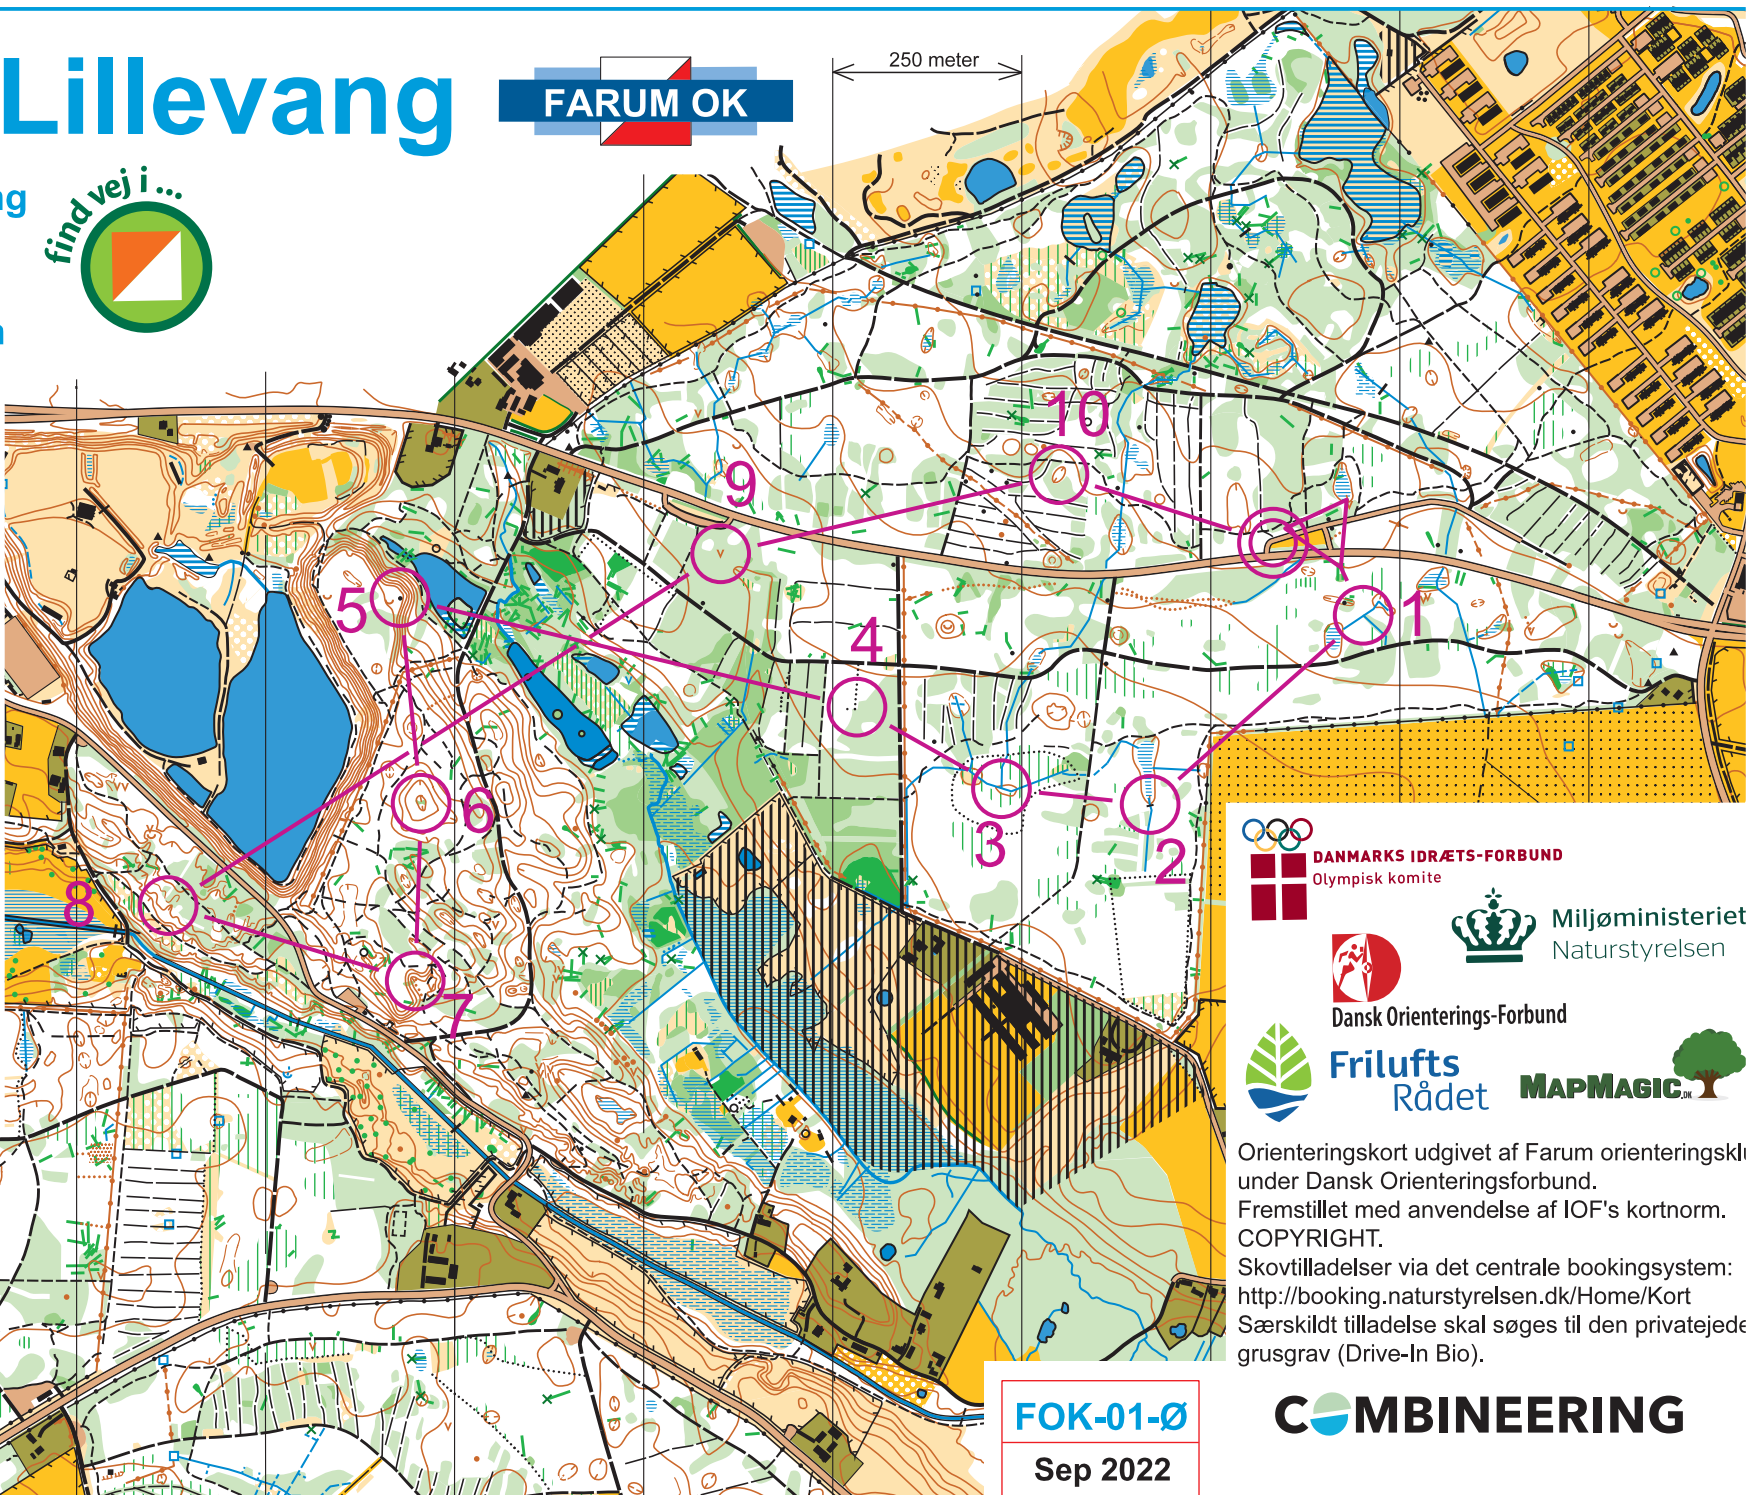 Lillevang
FARUM OK
250 meter
find vej i ...
10
9
5
4
1
6
3
2
8
7
DANMARKS IDRÆTS-FORBUND
Olympisk komite
Miljøministeriet
Naturstyrelsen
Dansk Orienterings-Forbund
Frilufts
Rådet
MAPMAGIC.DK
Orienteringskort udgivet af Farum orienteringsklu
under Dansk Orienteringsforbund.
Fremstillet med anvendelse af IOF's kortnorm.
COPYRIGHT.
Skovtilladelser via det centrale bookingsystem:
http://booking.naturstyrelsen.dk/Home/Kort
Særskildt tilladelse skal søges til den privatejede
grusgrav (Drive-In Bio).
FOK-01-Ø
Sep 2022
COMBINEERING